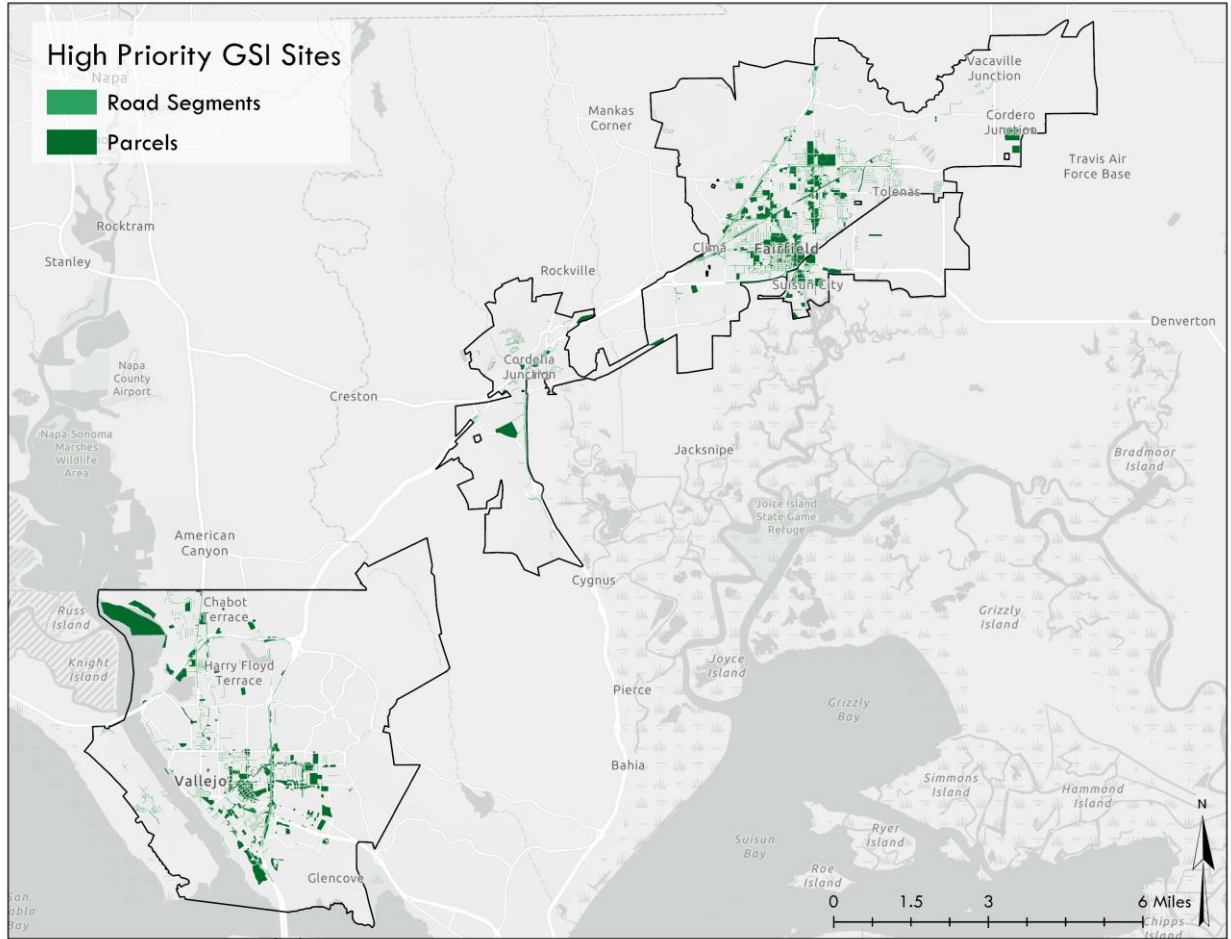 High Priority GSI Sites
Napa
Road Segments
Parcels
Vacaville
Junction
Mankas
Corner
Cordero
Junction
Travis Air
Force Base
Tolenas
Rocktram
Stanley
Clima
Fairfield
Rockville
Suisun City
Denverton
Napa
County
Airport
Cordelia
Junction
Creston
Napa-Sonoma
Marshes
Wildlife
Area
Jacksnipe
Bradmoor
Island
Joice Island
State Game
Refuge
American
Canyon
Cygnus
Russ
Island
Chabot
Terrace
Grizzly
Island
Knight
Island
Harry Floyd
Terrace
Joyce
Island
Pierce
Grizzly
Bay
Vallejo
Bahia
Simmons
Island
Hammond
Island
N
Suisun
Bay
Ryer
Island
Roe
Island
Glencove
San
Bay
0 1.5 3 6 Miles
Chipps
Island